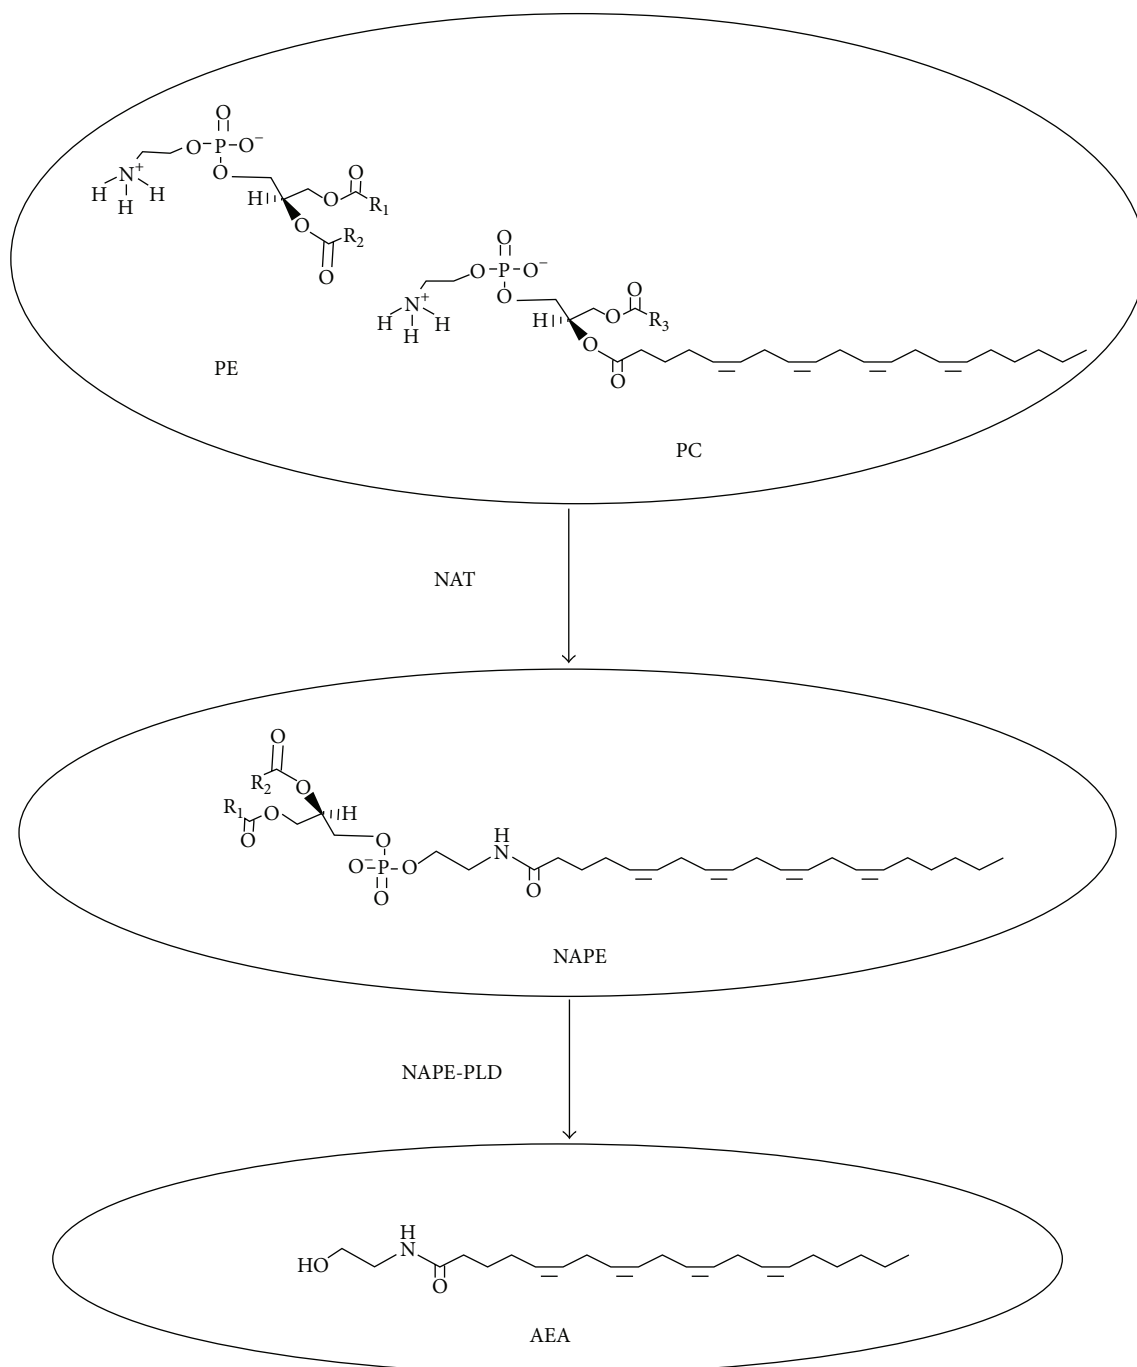 O
O P O−
N+ O
H H
H
H O
O R1
O R2
O
O
O P O−
N+ O
H H
H
H O
O R3
O
O
PE
PC
NAT
O
R2 O
R1 O H
O O
O− P O
O
H
N
O
NAPE
NAPE-PLD
H
N
HO
O
AEA